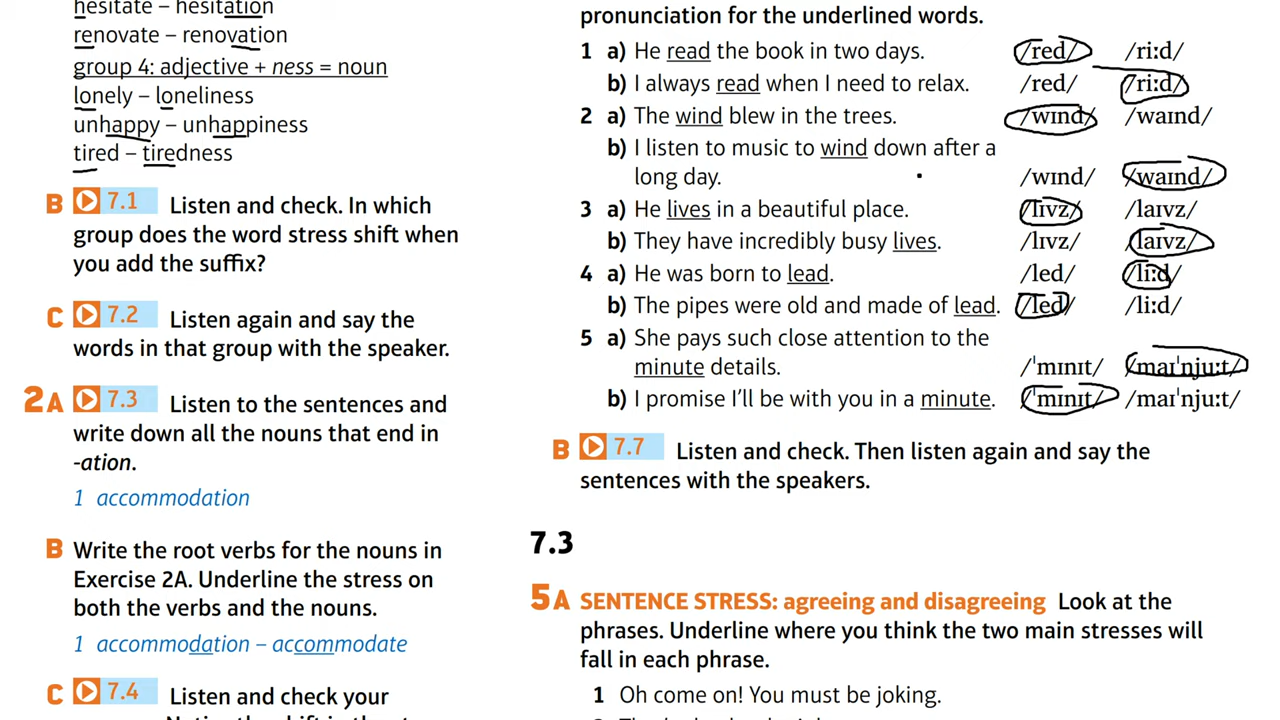 hesitate – hesitation
renovate – renovation
group 4: adjective + ness = noun
lonely – loneliness
unhappy – unhappiness
tired – tiredness
B 7.1 Listen and check. In which
group does the word stress shift when
you add the suffix?
C 7.2 Listen again and say the
words in that group with the speaker.
2A 7.3 Listen to the sentences and
write down all the nouns that end in
-ation.
1 accommodation
B Write the root verbs for the nouns in
Exercise 2A. Underline the stress on
both the verbs and the nouns.
1 accommodation – accommodate
C 7.4 Listen and check your
pronunciation for the underlined words.
1 a) He read the book in two days. /red/ /riːd/
b) I always read when I need to relax. /red/ /riːd/
2 a) The wind blew in the trees. /wɪnd/ /waɪnd/
b) I listen to music to wind down after a
long day. /wɪnd/ /waɪnd/
3 a) He lives in a beautiful place. /lɪvz/ /laɪvz/
b) They have incredibly busy lives. /lɪvz/ /laɪvz/
4 a) He was born to lead. /led/ /liːd/
b) The pipes were old and made of lead. /led/ /liːd/
5 a) She pays such close attention to the
minute details. /ˈmɪnɪt/ /maɪˈnjuːt/
b) I promise I'll be with you in a minute. /ˈmɪnɪt/ /maɪˈnjuːt/
B 7.7 Listen and check. Then listen again and say the
sentences with the speakers.
7.3
5A SENTENCE STRESS: agreeing and disagreeing Look at the
phrases. Underline where you think the two main stresses will
fall in each phrase.
1 Oh come on! You must be joking.